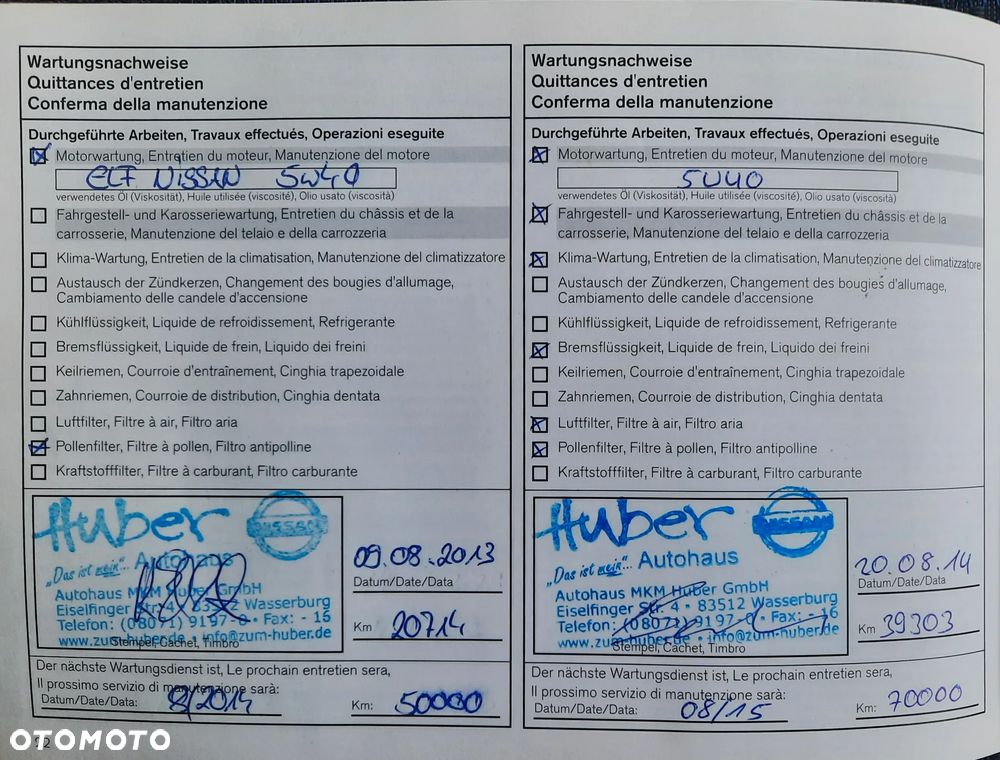 Wartungsnachweise
Quittances d'entretien
Conferma della manutenzione
Durchgeführte Arbeiten, Travaux effectués, Operazioni eseguite
Motorwartung, Entretien du moteur, Manutenzione del motore
ELF NISSAN 5W40
verwendetes Öl (Viskosität), Huile utilisée (viscosité), Olio usato (viscosità)
Fahrgestell- und Karosseriewartung, Entretien du châssis et de la
carrosserie, Manutenzione del telaio e della carrozzeria
Klima-Wartung, Entretien de la climatisation, Manutenzione del climatizzatore
Austausch der Zündkerzen, Changement des bougies d'allumage,
Cambiamento delle candele d'accensione
Kühlflüssigkeit, Liquide de refroidissement, Refrigerante
Bremsflüssigkeit, Liquide de frein, Liquido dei freini
Keilriemen, Courroie d'entraînement, Cinghia trapezoidale
Zahnriemen, Courroie de distribution, Cinghia dentata
Luftfilter, Filtre à air, Filtro aria
Pollenfilter, Filtre à pollen, Filtro antipolline
Kraftstofffilter, Filtre à carburant, Filtro carburante
Huber NISSAN
„Das ist mein"... Autohaus
Autohaus MKM Huber GmbH
Eiselfinger Str. 4 • 83512 Wasserburg
Telefon: (08071) 9197-0 • Fax: - 16
www.zum-huber.de • info@zum-huber.de
Stempel, Cachet, Timbro
09.08.2013
Datum/Date/Data
Km 20714
Der nächste Wartungsdienst ist, Le prochain entretien sera,
Il prossimo servizio di manutenzione sarà:
Datum/Date/Data: 8/2014 Km: 50000
Wartungsnachweise
Quittances d'entretien
Conferma della manutenzione
Durchgeführte Arbeiten, Travaux effectués, Operazioni eseguite
Motorwartung, Entretien du moteur, Manutenzione del motore
5W40
verwendetes Öl (Viskosität), Huile utilisée (viscosité), Olio usato (viscosità)
Fahrgestell- und Karosseriewartung, Entretien du châssis et de la
carrosserie, Manutenzione del telaio e della carrozzeria
Klima-Wartung, Entretien de la climatisation, Manutenzione del climatizzatore
Austausch der Zündkerzen, Changement des bougies d'allumage,
Cambiamento delle candele d'accensione
Kühlflüssigkeit, Liquide de refroidissement, Refrigerante
Bremsflüssigkeit, Liquide de frein, Liquido dei freini
Keilriemen, Courroie d'entraînement, Cinghia trapezoidale
Zahnriemen, Courroie de distribution, Cinghia dentata
Luftfilter, Filtre à air, Filtro aria
Pollenfilter, Filtre à pollen, Filtro antipolline
Kraftstofffilter, Filtre à carburant, Filtro carburante
Huber NISSAN
„Das ist mein"... Autohaus
Autohaus MKM Huber GmbH
Eiselfinger Str. 4 • 83512 Wasserburg
Telefon: (08071) 9197-0 • Fax: - 16
www.zum-huber.de • info@zum-huber.de
Stempel, Cachet, Timbro
20.08.14
Datum/Date/Data
Km 39303
Der nächste Wartungsdienst ist, Le prochain entretien sera,
Il prossimo servizio di manutenzione sarà:
Datum/Date/Data: 08/15 Km: 70000
OTOMOTO